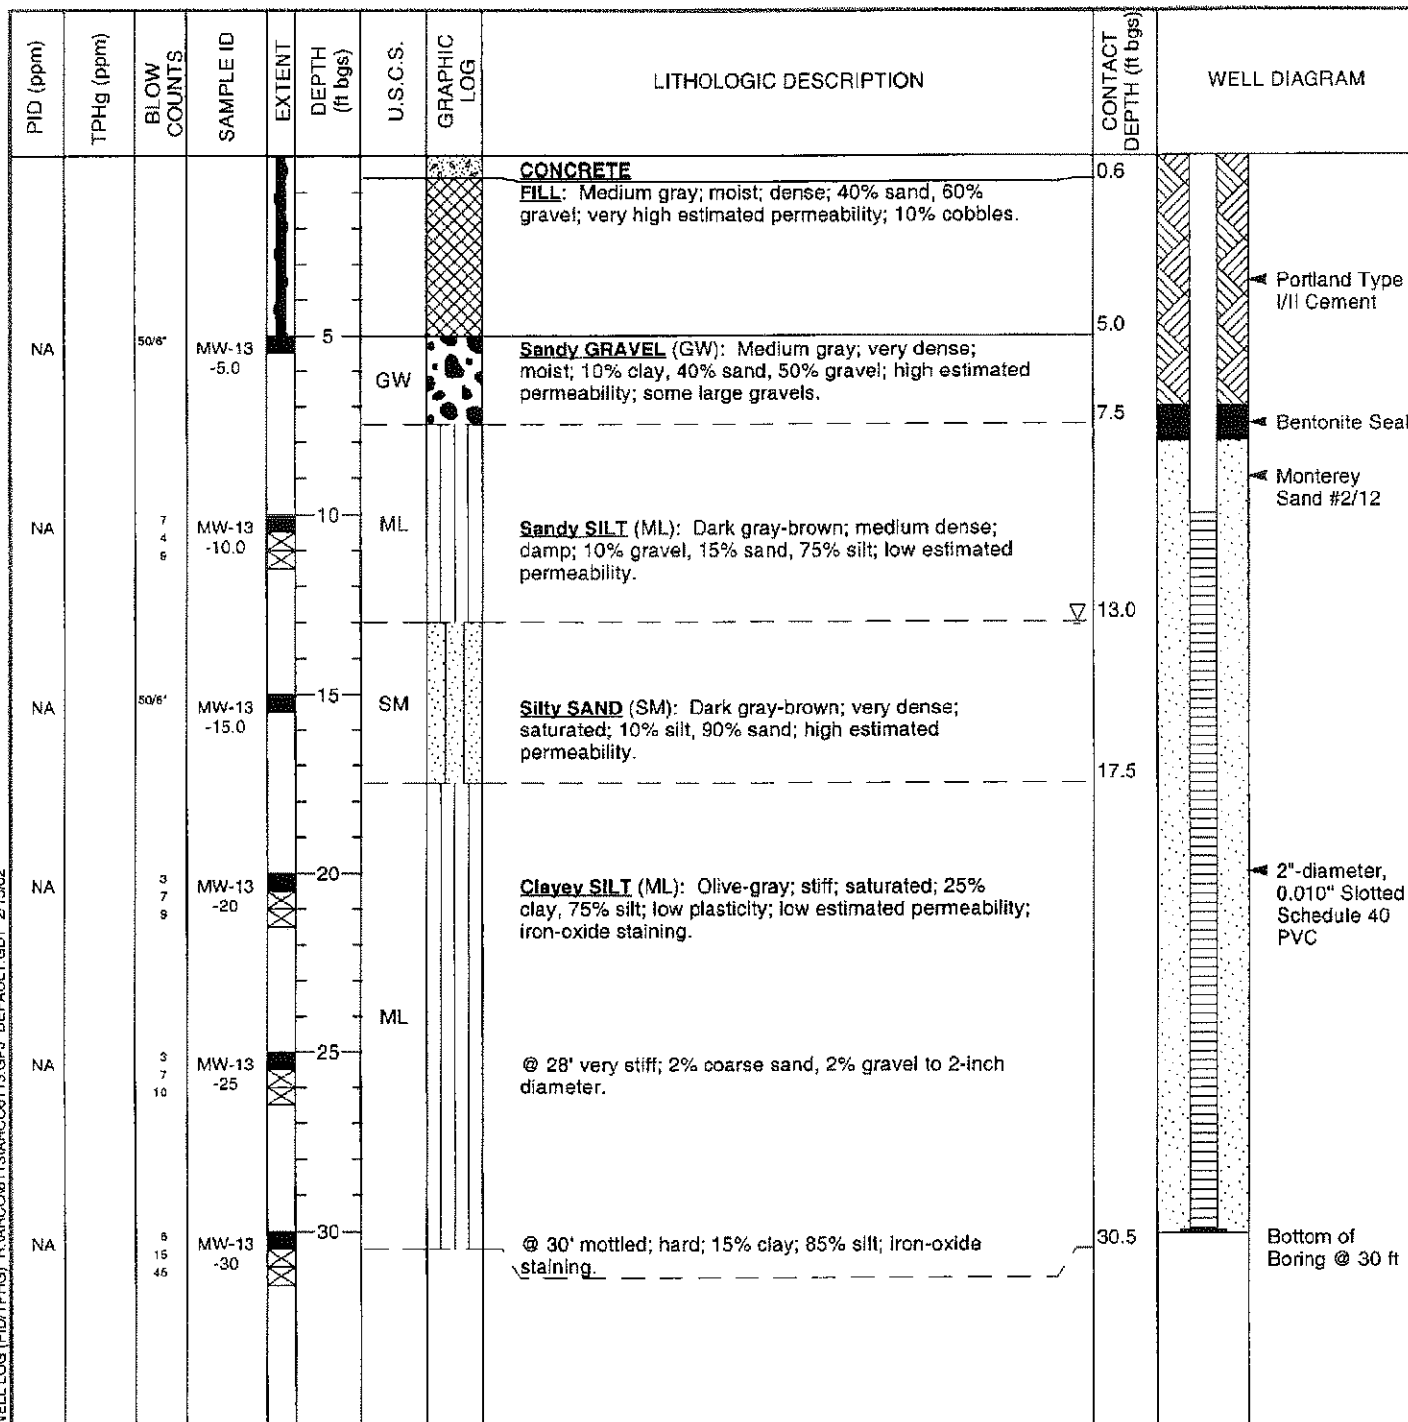 PID (ppm)
TPHg (ppm)
BLOW
COUNTS
SAMPLE ID
EXTENT
DEPTH
(ft bgs)
U.S.C.S.
GRAPHIC
LOG
LITHOLOGIC DESCRIPTION
CONTACT
DEPTH (ft bgs)
WELL DIAGRAM
CONCRETE
0.6
FILL: Medium gray; moist; dense; 40% sand, 60%
gravel; very high estimated permeability; 10% cobbles.
Portland Type
I/II Cement
5.0
NA
50/6"
MW-13
-5.0
5
GW
Sandy GRAVEL (GW): Medium gray; very dense;
moist; 10% clay, 40% sand, 50% gravel; high estimated
permeability; some large gravels.
7.5
Bentonite Seal
Monterey
Sand #2/12
NA
7
4
MW-13
-10.0
10
ML
Sandy SILT (ML): Dark gray-brown; medium dense;
damp; 10% gravel, 15% sand, 75% silt; low estimated
permeability.
13.0
NA
50/6"
MW-13
-15.0
15
SM
Silty SAND (SM): Dark gray-brown; very dense;
saturated; 10% silt, 90% sand; high estimated
permeability.
17.5
NA
3
7
9
MW-13
-20
20
Clayey SILT (ML): Olive-gray; stiff; saturated; 25%
clay, 75% silt; low plasticity; low estimated permeability;
iron-oxide staining.
2"-diameter,
0.010" Slotted
Schedule 40
PVC
ML
NA
3
7
10
MW-13
-25
25
@ 28' very stiff; 2% coarse sand, 2% gravel to 2-inch
diameter.
NA
15
45
MW-13
-30
30
@ 30' mottled; hard; 15% clay; 85% silt; iron-oxide
staining.
30.5
Bottom of
Boring @ 30 ft